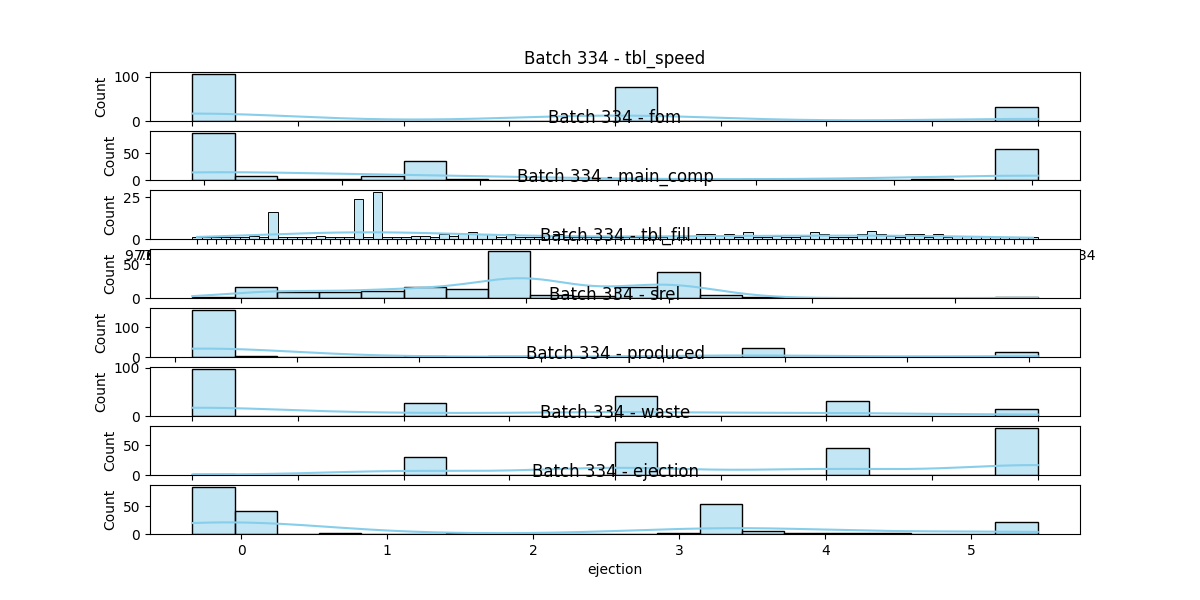 Batch 334 - tbl_speed
100
0
Count
Batch 334 - fom
50
0
Count
Batch 334 - main_comp
25
0
Count
Batch 334 - tbl_fill
50
0
Count
Batch 334 - srel
100
0
Count
Batch 334 - produced
100
0
Count
Batch 334 - waste
50
0
Count
Batch 334 - ejection
50
0
Count
0 1 2 3 4 5
ejection